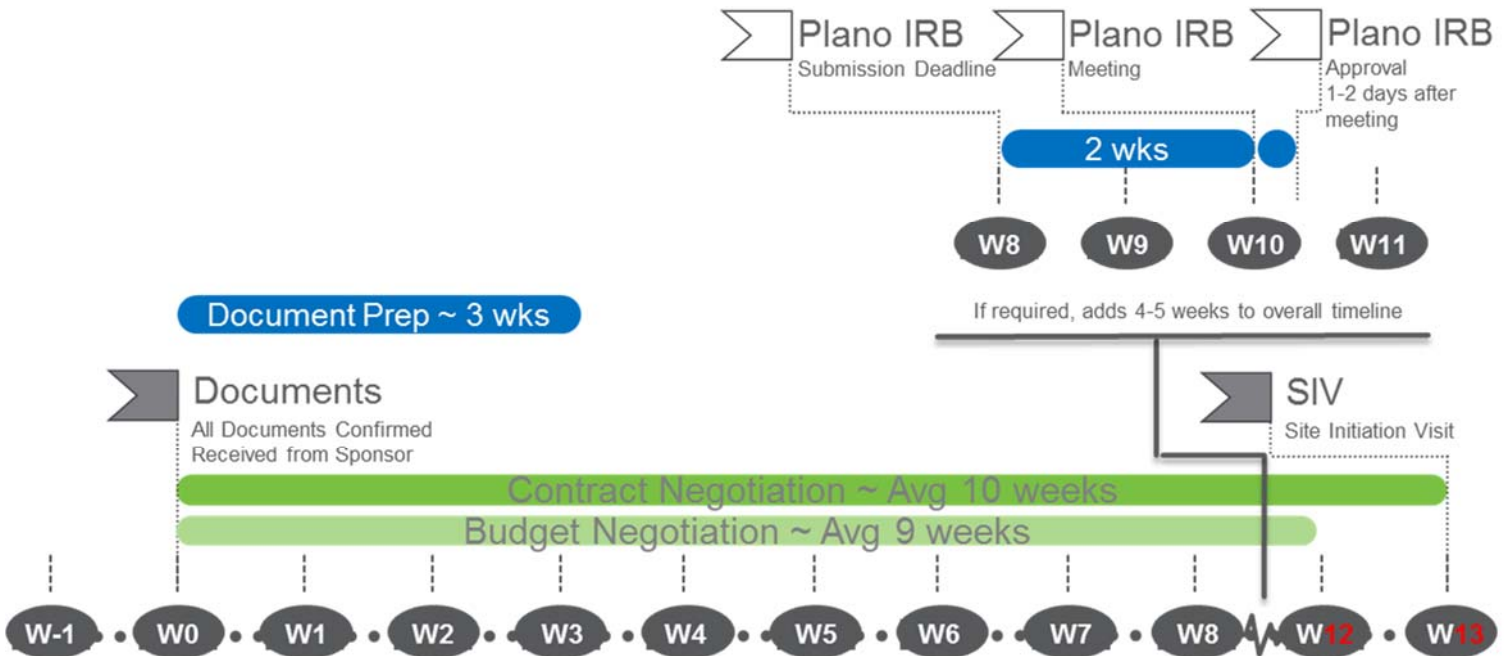 Plano IRB
Submission Deadline
Plano IRB
Meeting
Plano IRB
Approval
1-2 days after
meeting
2 wks
W8
W9
W10
W11
If required, adds 4-5 weeks to overall timeline
Document Prep ~ 3 wks
Documents
All Documents Confirmed
Received from Sponsor
SIV
Site Initiation Visit
Contract Negotiation ~ Avg 10 weeks
Budget Negotiation ~ Avg 9 weeks
W-1
W0
W1
W2
W3
W4
W5
W6
W7
W8
W12
W13